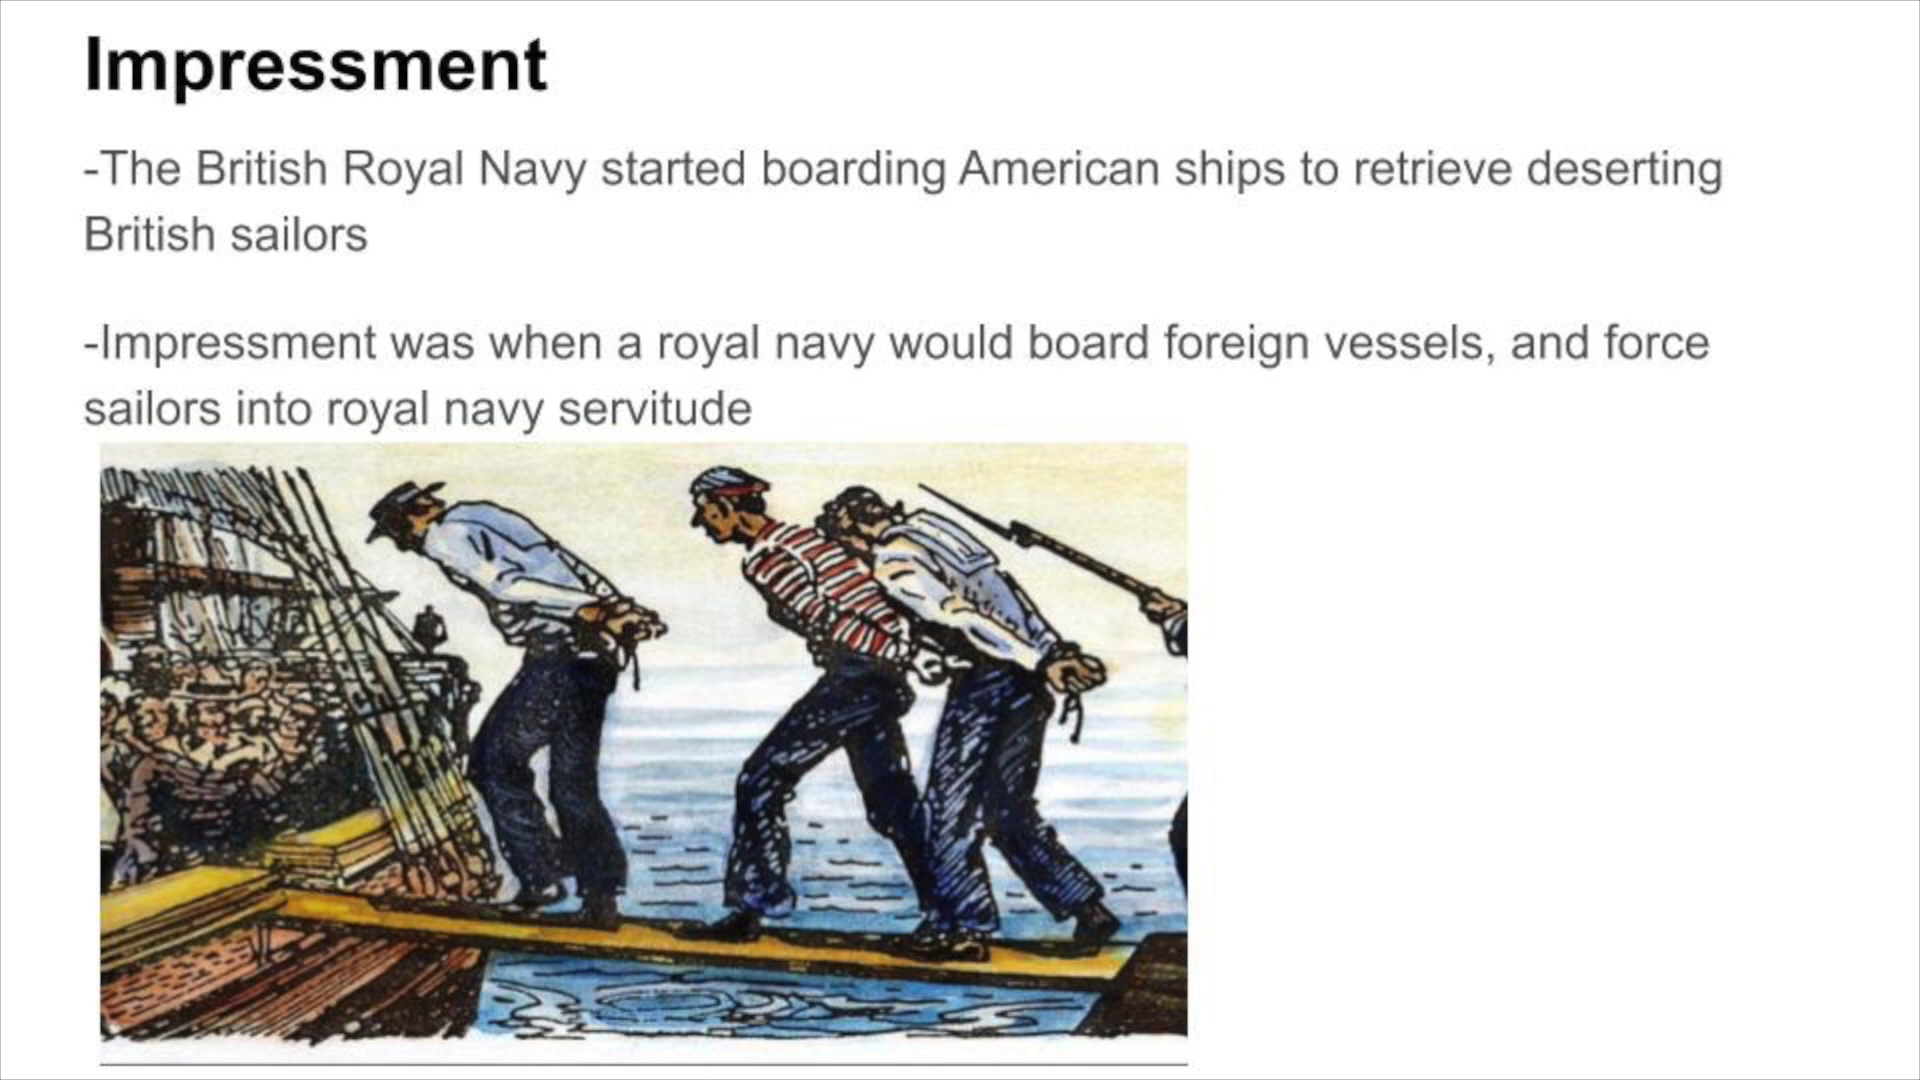 Impressment
-The British Royal Navy started boarding American ships to retrieve deserting
British sailors
-Impressment was when a royal navy would board foreign vessels, and force
sailors into royal navy servitude